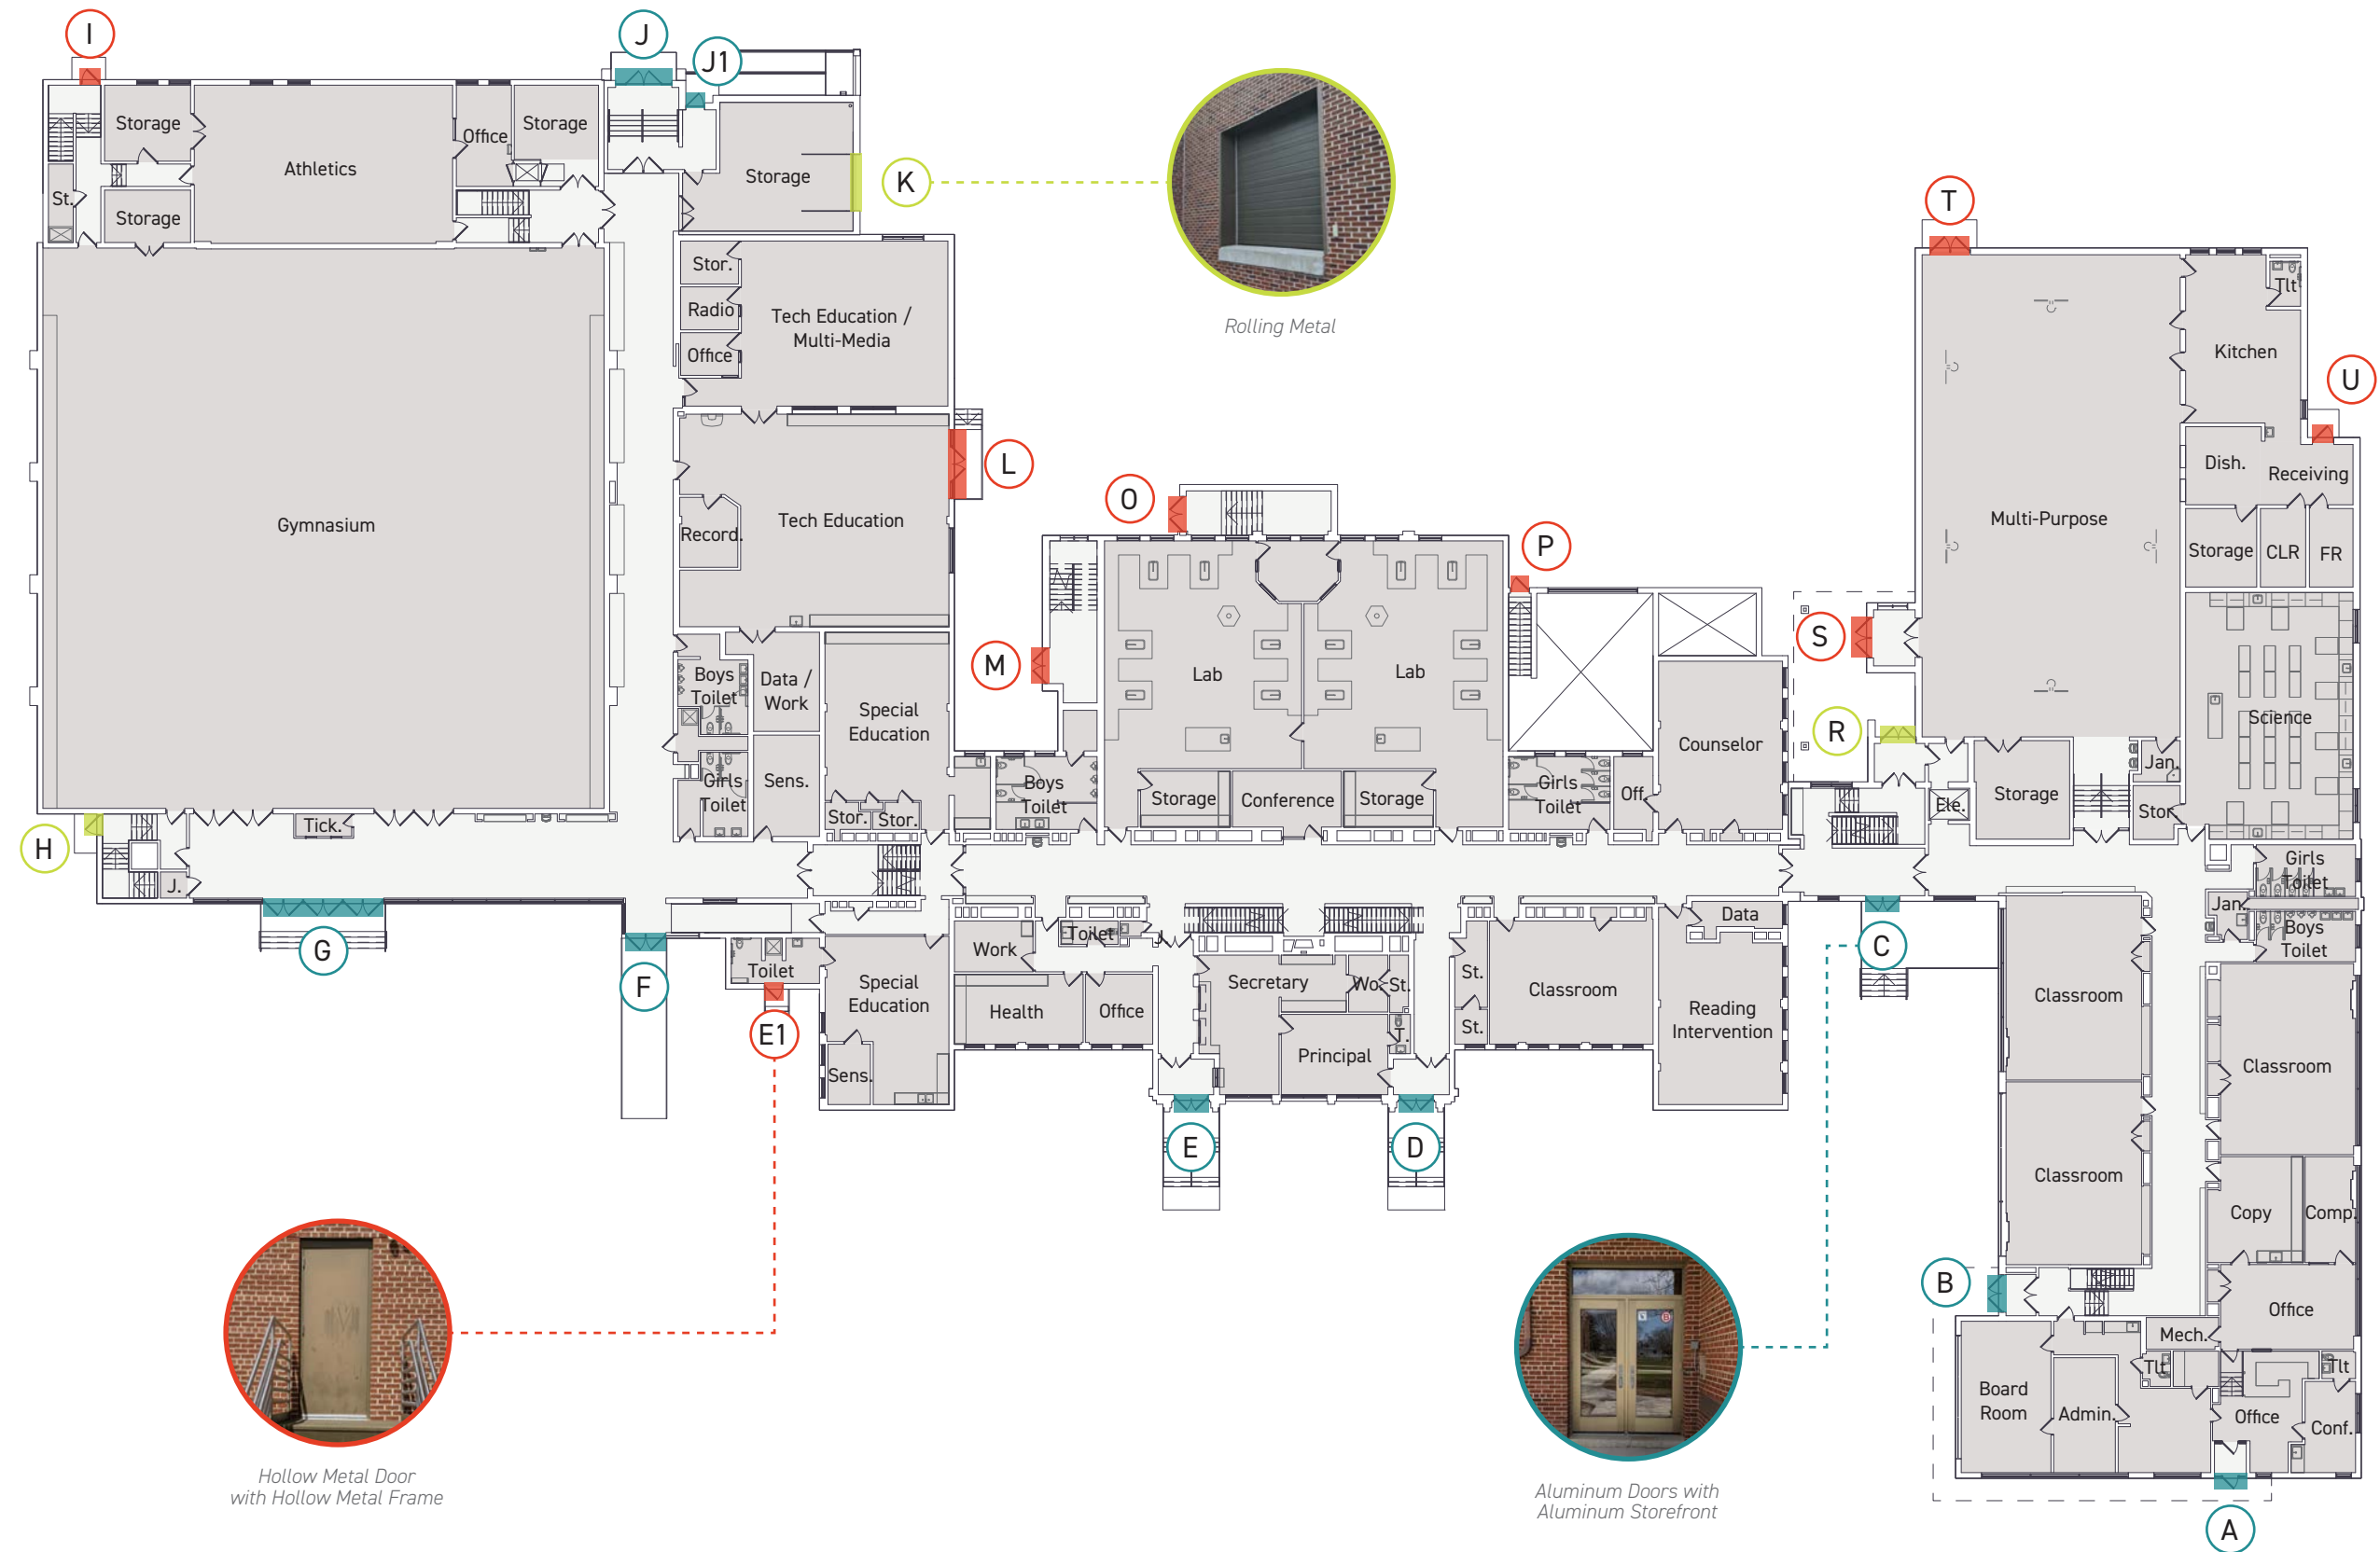 I
J
J1
Storage
Athletics
Office
Storage
St.
Storage
Storage
K
Rolling Metal
T
Stor.
Radio
Office
Tech Education /
Multi-Media
Tlt
Kitchen
U
Gymnasium
Record.
Tech Education
L
O
P
Multi-Purpose
Dish.
Receiving
Storage
CLR
FR
M
Lab
Lab
S
R
Boys
Toilet
Data /
Work
Special
Education
Counselor
Science
Girls
Toilet
Sens.
Stor.
Stor.
Boys
Toilet
Storage
Conference
Storage
Girls
Toilet
Off.
Ele.
Storage
Jan.
Stor.
H
Tick.
J.
G
F
Toilet
E1
Special
Education
Sens.
Work
Toilet
Health
Office
Secretary
Wo
St.
Principal
T.
St.
St.
Classroom
Data
Reading
Intervention
C
Girls
Toilet
Jan.
Boys
Toilet
Classroom
Classroom
Classroom
E
D
Copy
Comp.
B
Office
Mech.
Tlt
Tlt
Board
Room
Admin.
Office
Conf.
A
Hollow Metal Door
with Hollow Metal Frame
Aluminum Doors with
Aluminum Storefront